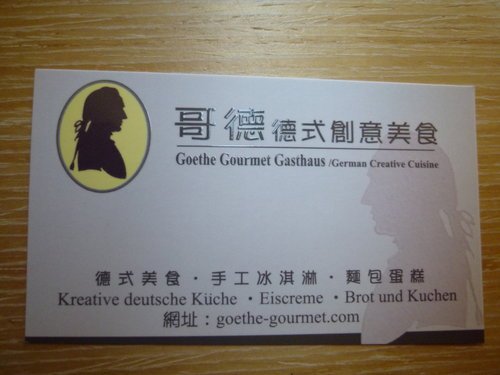 哥德德式創意美食
Goethe Gourmet Gasthaus /German Creative Cuisine
德式美食・手工冰淇淋・麵包蛋糕
Kreative deutsche Küche・Eiscreme・Brot und Kuchen
網址：goethe-gourmet.com